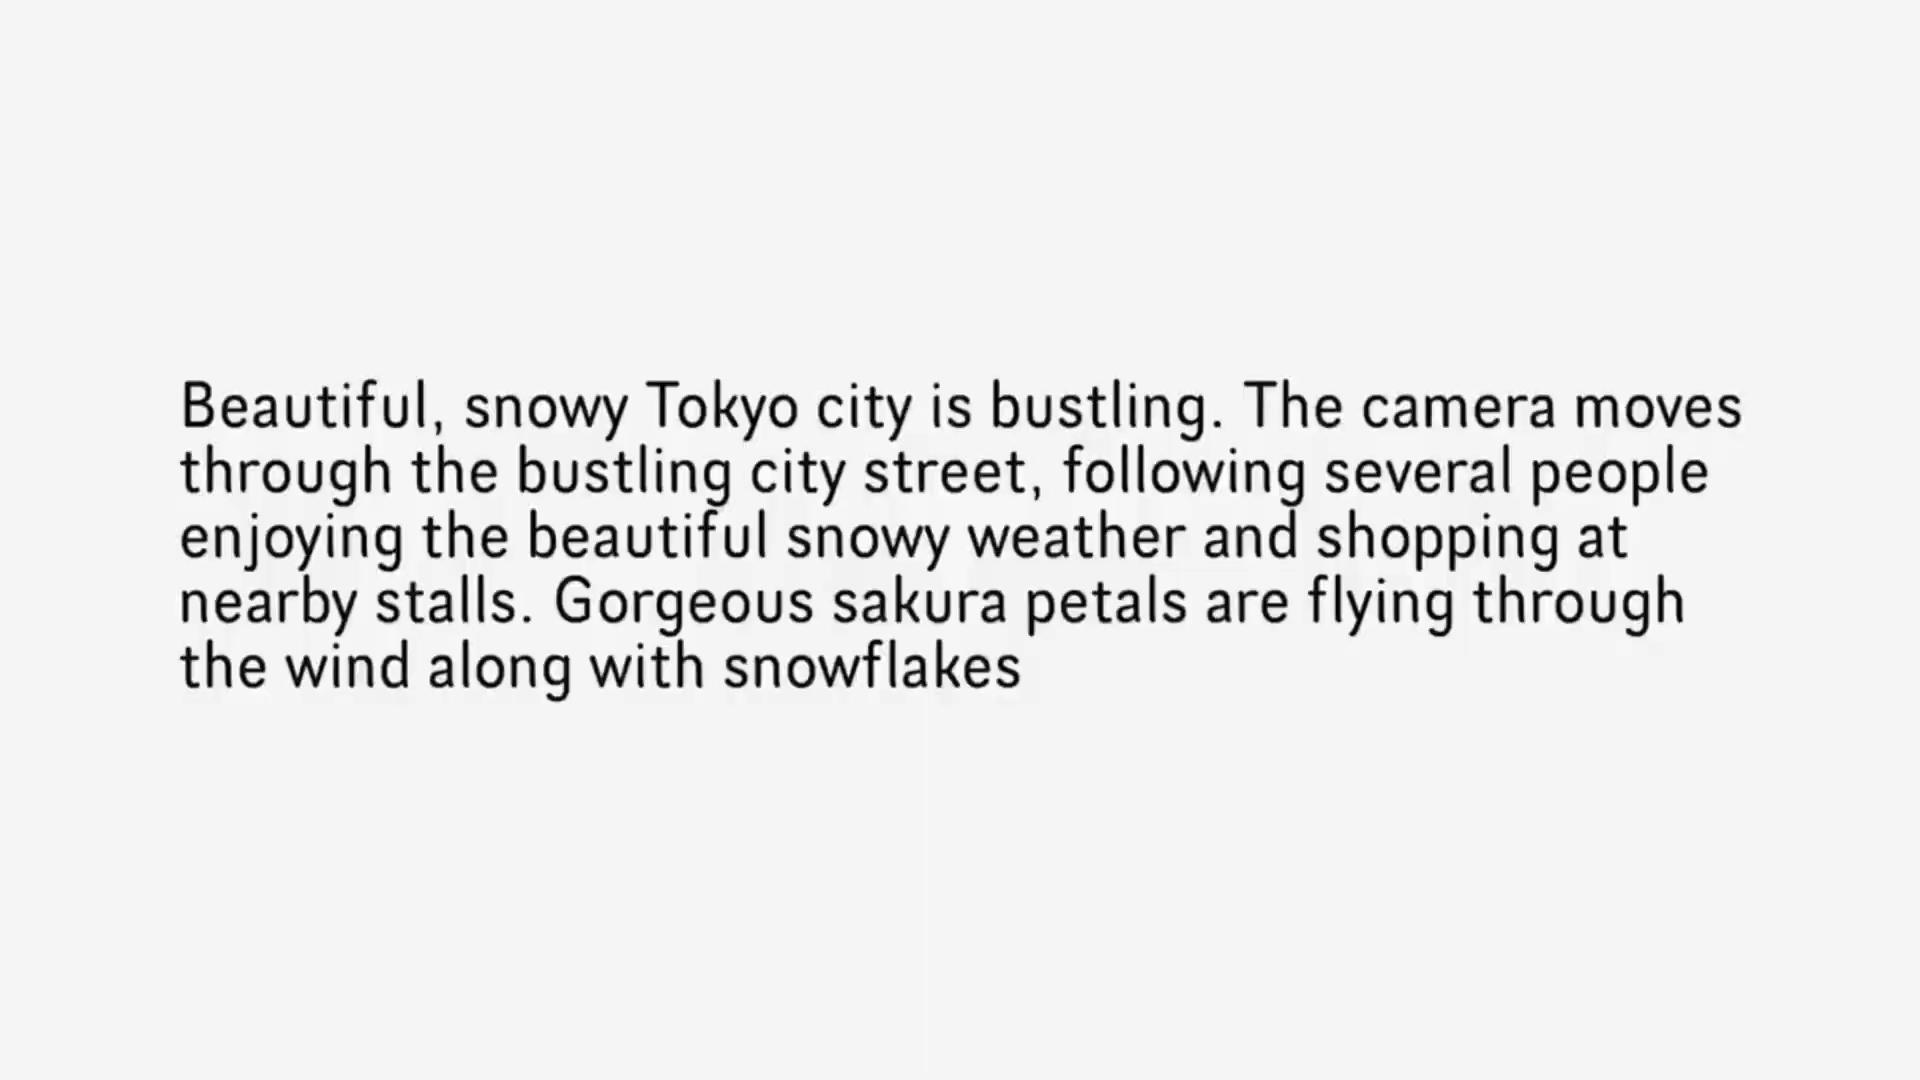 Beautiful, snowy Tokyo city is bustling. The camera moves
through the bustling city street, following several people
enjoying the beautiful snowy weather and shopping at
nearby stalls. Gorgeous sakura petals are flying through
the wind along with snowflakes